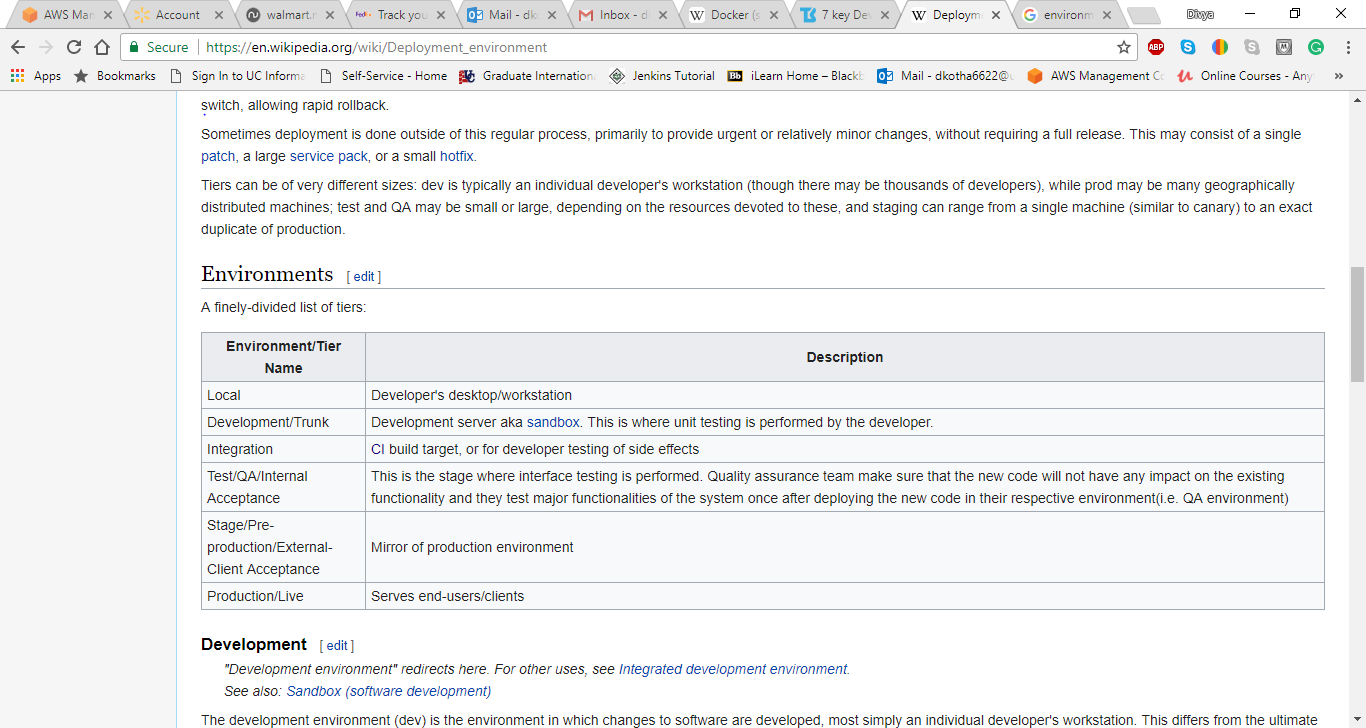 AWS Man
Account
walmart.
Track you
Mail - dk
Inbox - d
Docker (s
7 key De
Deploym
environm
Divya
Secure
https://en.wikipedia.org/wiki/Deployment_environment
ABP
Apps
Bookmarks
Sign In to UC Informa
Self-Service - Home
Graduate Internation
Jenkins Tutorial
Bb
iLearn Home – Blackb
Mail - dkotha6622@u
AWS Management Co
Online Courses - Any
»
switch, allowing rapid rollback.
Sometimes deployment is done outside of this regular process, primarily to provide urgent or relatively minor changes, without requiring a full release. This may consist of a single
patch, a large service pack, or a small hotfix.
Tiers can be of very different sizes: dev is typically an individual developer's workstation (though there may be thousands of developers), while prod may be many geographically
distributed machines; test and QA may be small or large, depending on the resources devoted to these, and staging can range from a single machine (similar to canary) to an exact
duplicate of production.
Environments [ edit ]
A finely-divided list of tiers:
Environment/Tier
Name
Description
Local
Developer's desktop/workstation
Development/Trunk
Development server aka sandbox. This is where unit testing is performed by the developer.
Integration
CI build target, or for developer testing of side effects
Test/QA/Internal
Acceptance
This is the stage where interface testing is performed. Quality assurance team make sure that the new code will not have any impact on the existing
functionality and they test major functionalities of the system once after deploying the new code in their respective environment(i.e. QA environment)
Stage/Pre-
production/External-
Client Acceptance
Mirror of production environment
Production/Live
Serves end-users/clients
Development [ edit ]
"Development environment" redirects here. For other uses, see Integrated development environment.
See also: Sandbox (software development)
The development environment (dev) is the environment in which changes to software are developed, most simply an individual developer's workstation. This differs from the ultimate